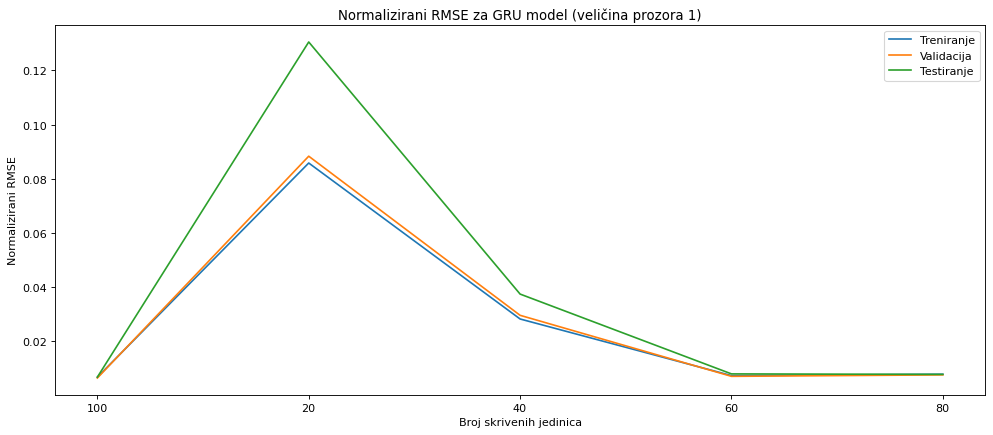 Normalizirani RMSE za GRU model (veličina prozora 1)
Treniranje
Validacija
Testiranje
Normalizirani RMSE
0.12
0.10
0.08
0.06
0.04
0.02
100 20 40 60 80
Broj skrivenih jedinica